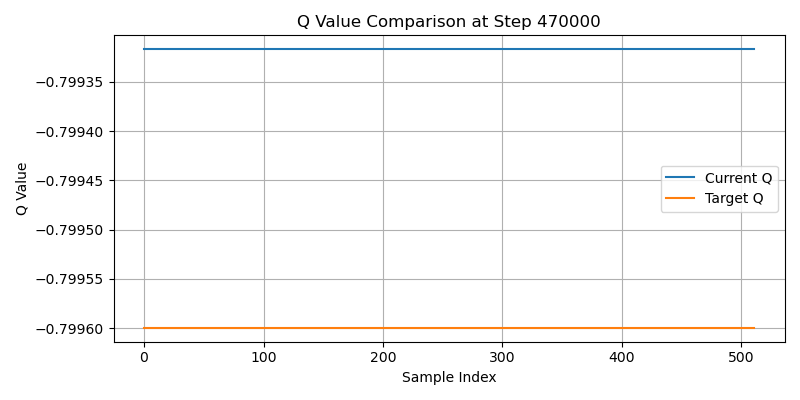 Q Value Comparison at Step 470000
Q Value
−0.79935
−0.79940
−0.79945
−0.79950
−0.79955
−0.79960
Current Q
Target Q
0
100
200
300
400
500
Sample Index